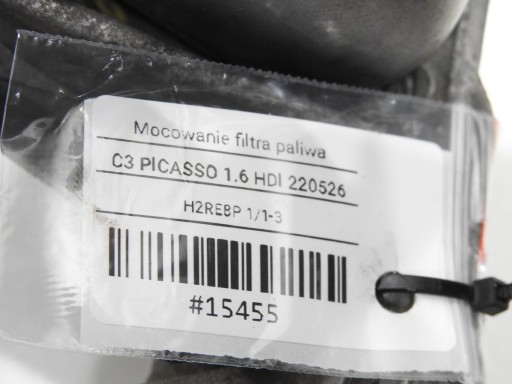 Mocowanie filtra paliwa
C3 PICASSO 1.6 HDI 220526
H2REBP 1/1-3
#15455